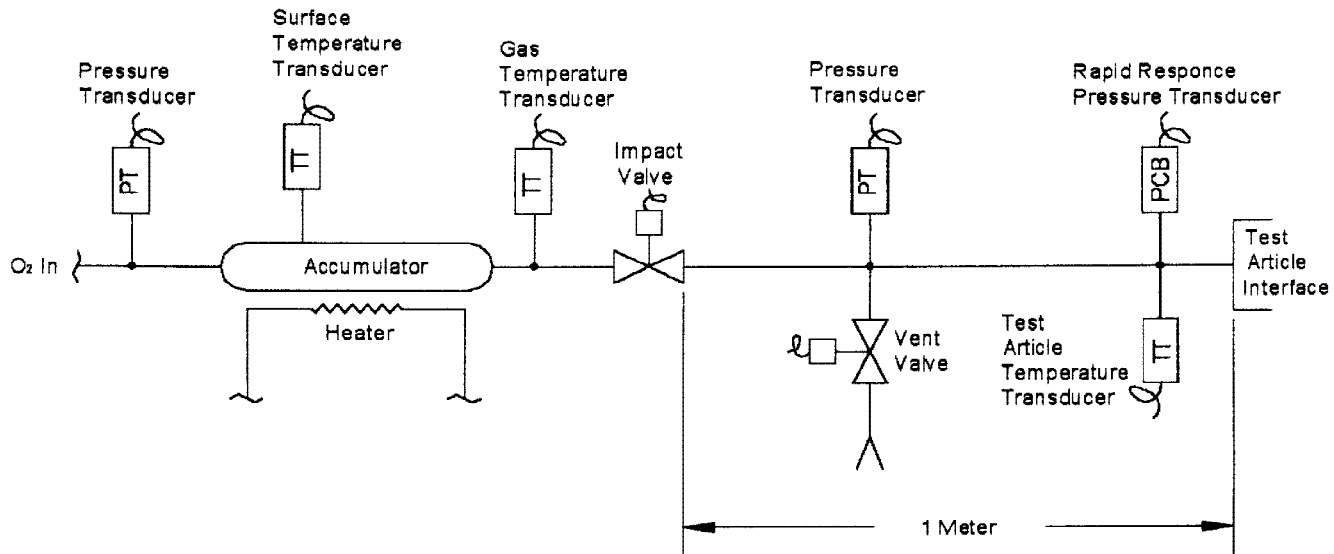 Surface
Temperature
Transducer
Pressure
Transducer
Gas
Temperature
Transducer
Pressure
Transducer
Rapid Responce
Pressure Transducer
Impact
Valve
PT
TT
TT
PT
PCB
O₂ In
Accumulator
Test
Article
Interface
Heater
Vent
Valve
Test
Article
Temperature
Transducer
TT
1 Meter